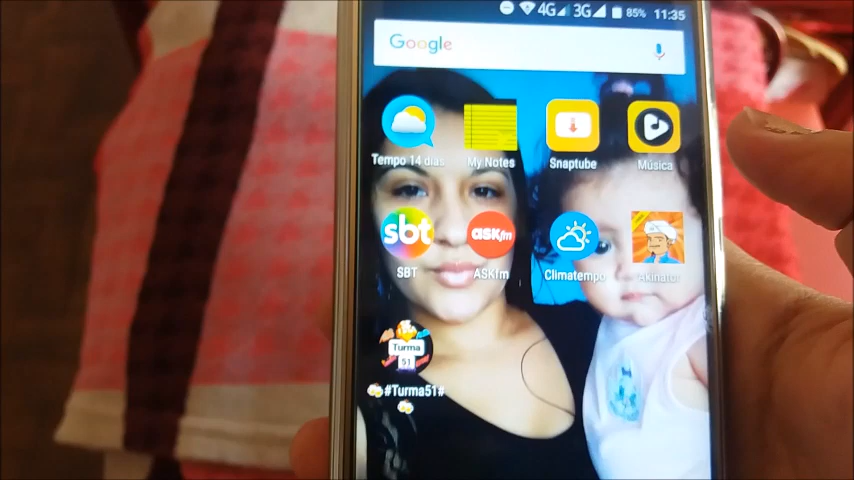 4G 3G 85% 11:35
Google
Tempo 14 dias My Notes Snaptube Música
sbt ASKfm
SBT ASKfm Climatempo Akinator
Turma
51
#Turma51#